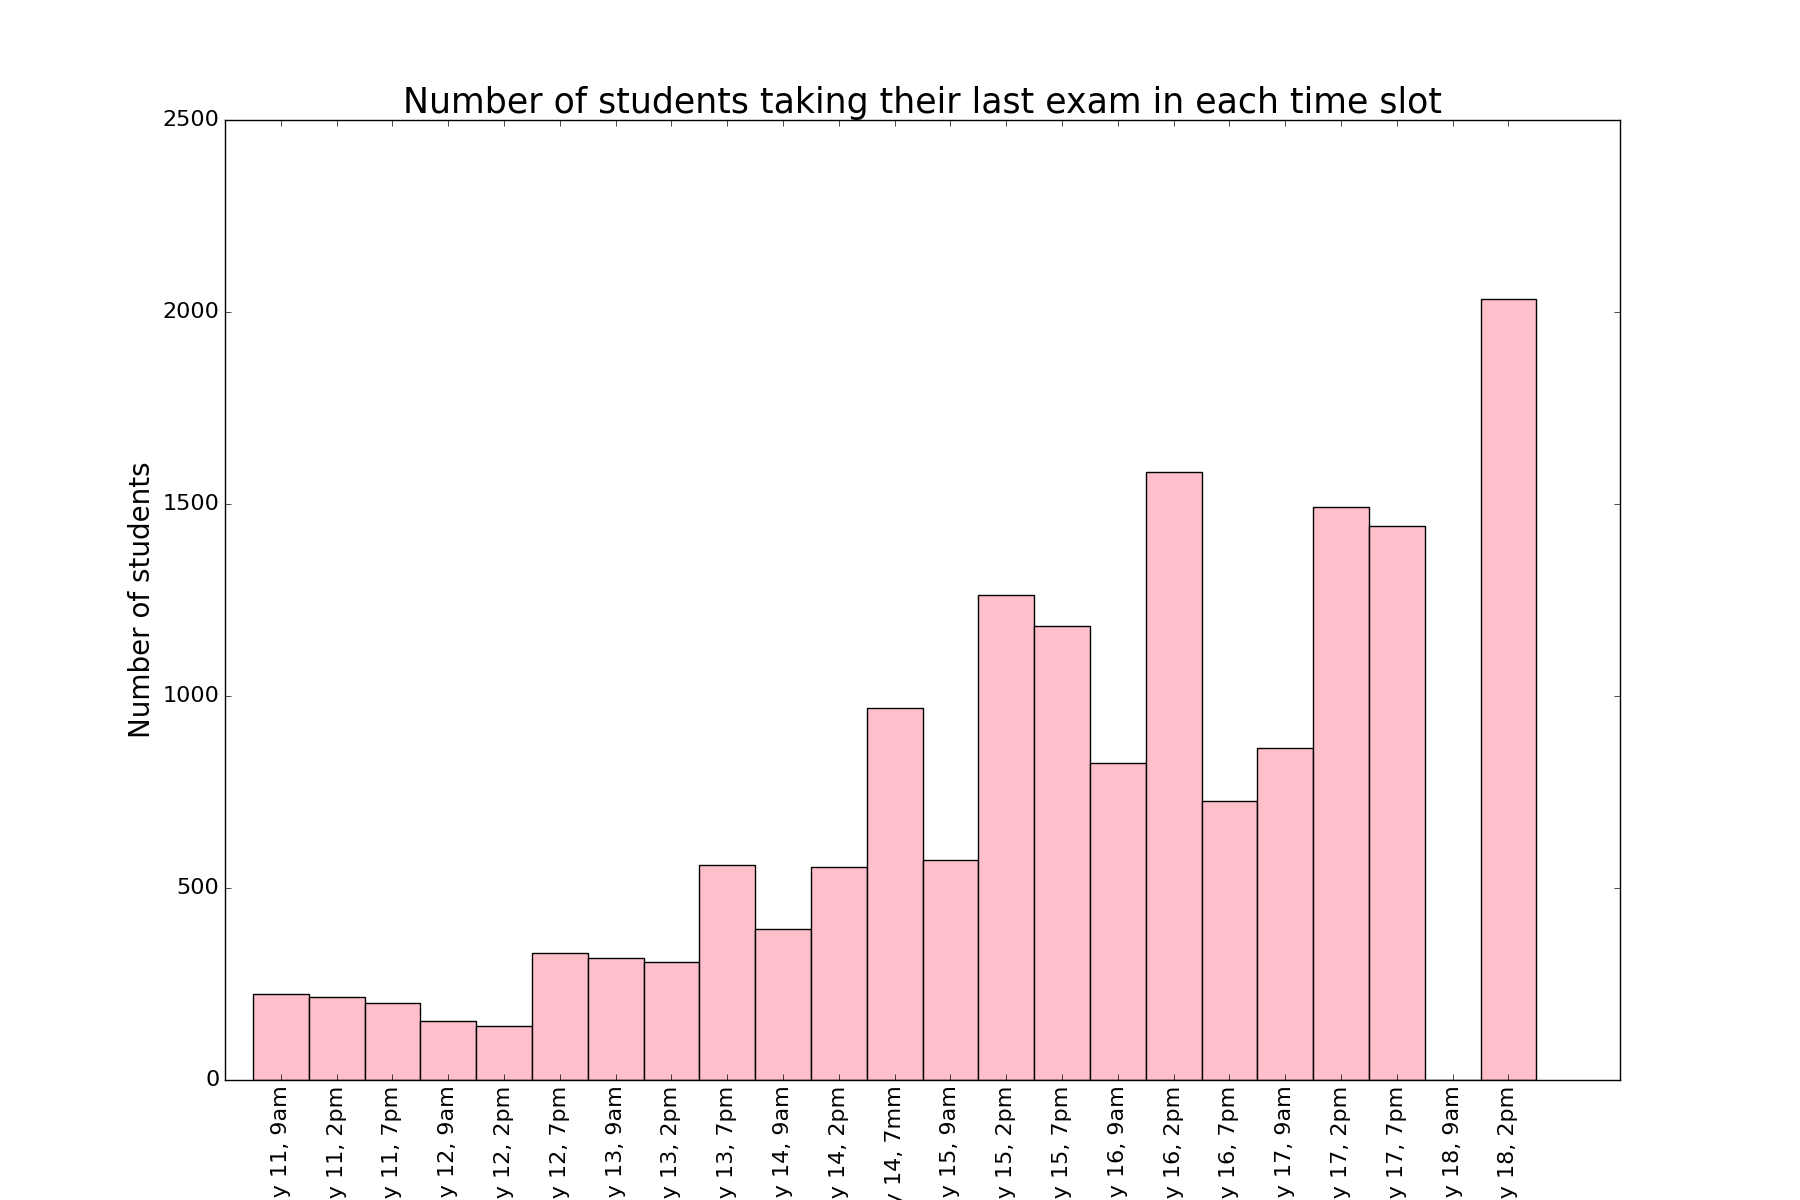 Number of students taking their last exam in each time slot
Number of students
2500
2000
1500
1000
500
0
y 11, 9am
y 11, 2pm
y 11, 7pm
y 12, 9am
y 12, 2pm
y 12, 7pm
y 13, 9am
y 13, 2pm
y 13, 7pm
y 14, 9am
y 14, 2pm
y 14, 7mm
y 15, 9am
y 15, 2pm
y 15, 7pm
y 16, 9am
y 16, 2pm
y 16, 7pm
y 17, 9am
y 17, 2pm
y 17, 7pm
y 18, 9am
y 18, 2pm